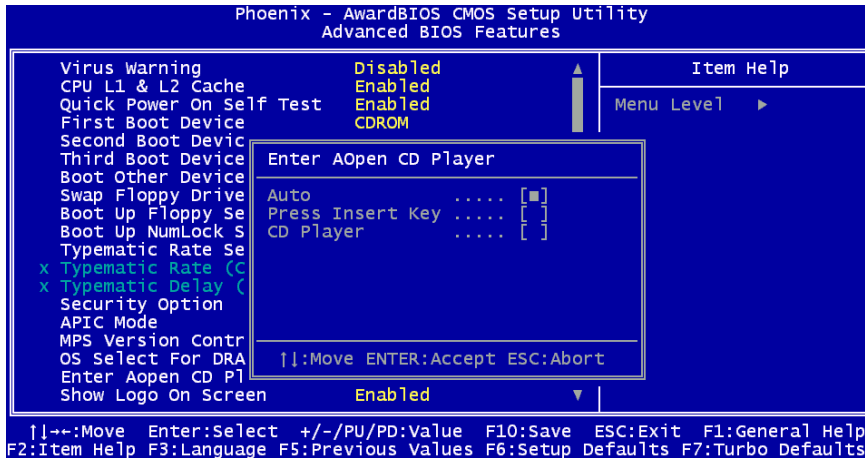 Phoenix - AwardBIOS CMOS Setup Utility
Advanced BIOS Features
Virus Warning Disabled
CPU L1 & L2 Cache Enabled
Quick Power On Self Test Enabled
First Boot Device CDROM
Second Boot Devic
Third Boot Device
Boot Other Device
Swap Floppy Drive
Boot Up Floppy Se
Boot Up NumLock S
Typematic Rate Se
x Typematic Rate (C
x Typematic Delay (
Security Option
APIC Mode
MPS Version Contr
OS Select For DRA
Enter Aopen CD Pl
Show Logo On Screen Enabled
Enter AOpen CD Player
Auto ..... [■]
Press Insert Key ..... [ ]
CD Player ..... [ ]
↑↓:Move ENTER:Accept ESC:Abort
Item Help
Menu Level ▶
↑↓→←:Move Enter:Select +/-/PU/PD:Value F10:Save ESC:Exit F1:General Help
F2:Item Help F3:Language F5:Previous Values F6:Setup Defaults F7:Turbo Defaults